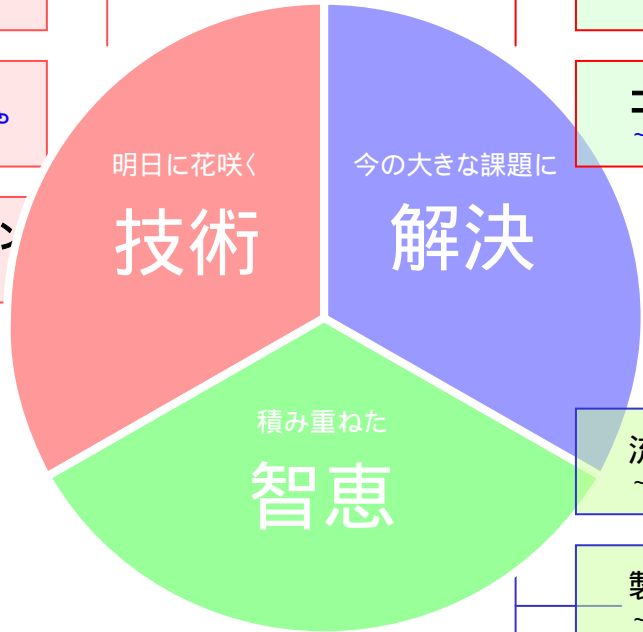 明日に花咲く
技術
今の大きな課題に
解決
積み重ねた
智恵